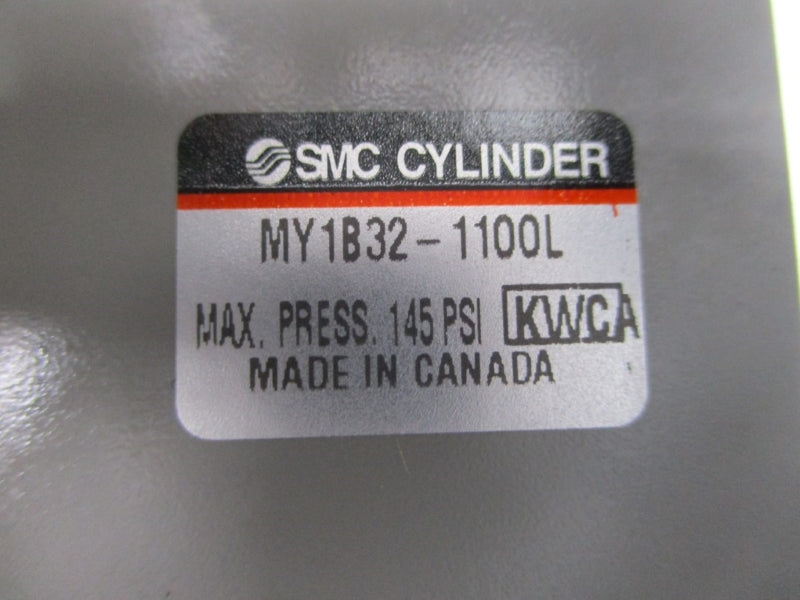 SMC CYLINDER
MY1B32-1100L
MAX. PRESS. 145 PSI KWCA
MADE IN CANADA